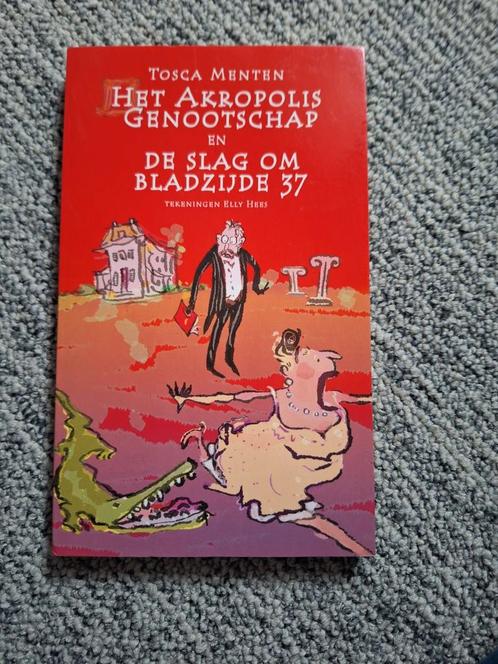 Tosca Menten
Het Akropolis
Genootschap
en
De slag om
bladzijde 37
tekeningen Elly Hees